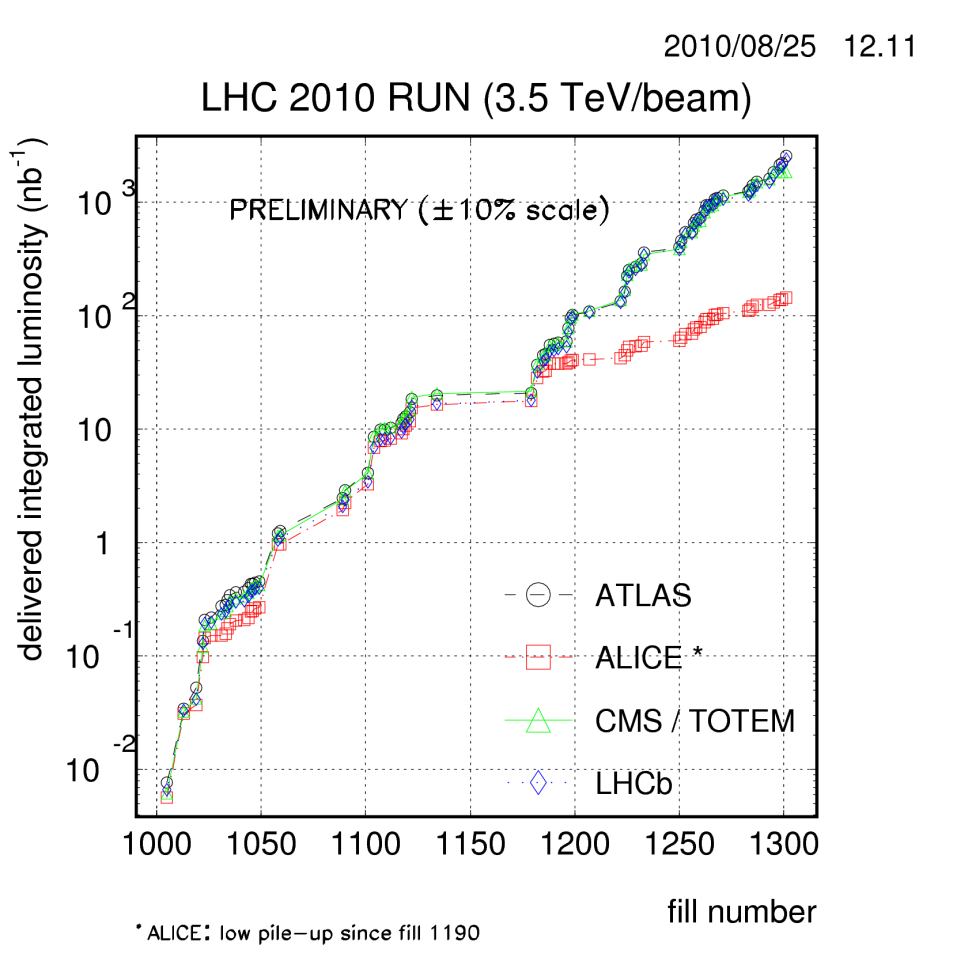 2010/08/25 12.11
LHC 2010 RUN (3.5 TeV/beam)
delivered integrated luminosity (nb-1)
PRELIMINARY (±10% scale)
10 3
10 2
10
1
10 -1
10 -2
ATLAS
ALICE *
CMS / TOTEM
LHCb
1000 1050 1100 1150 1200 1250 1300
fill number
* ALICE: low pile-up since fill 1190